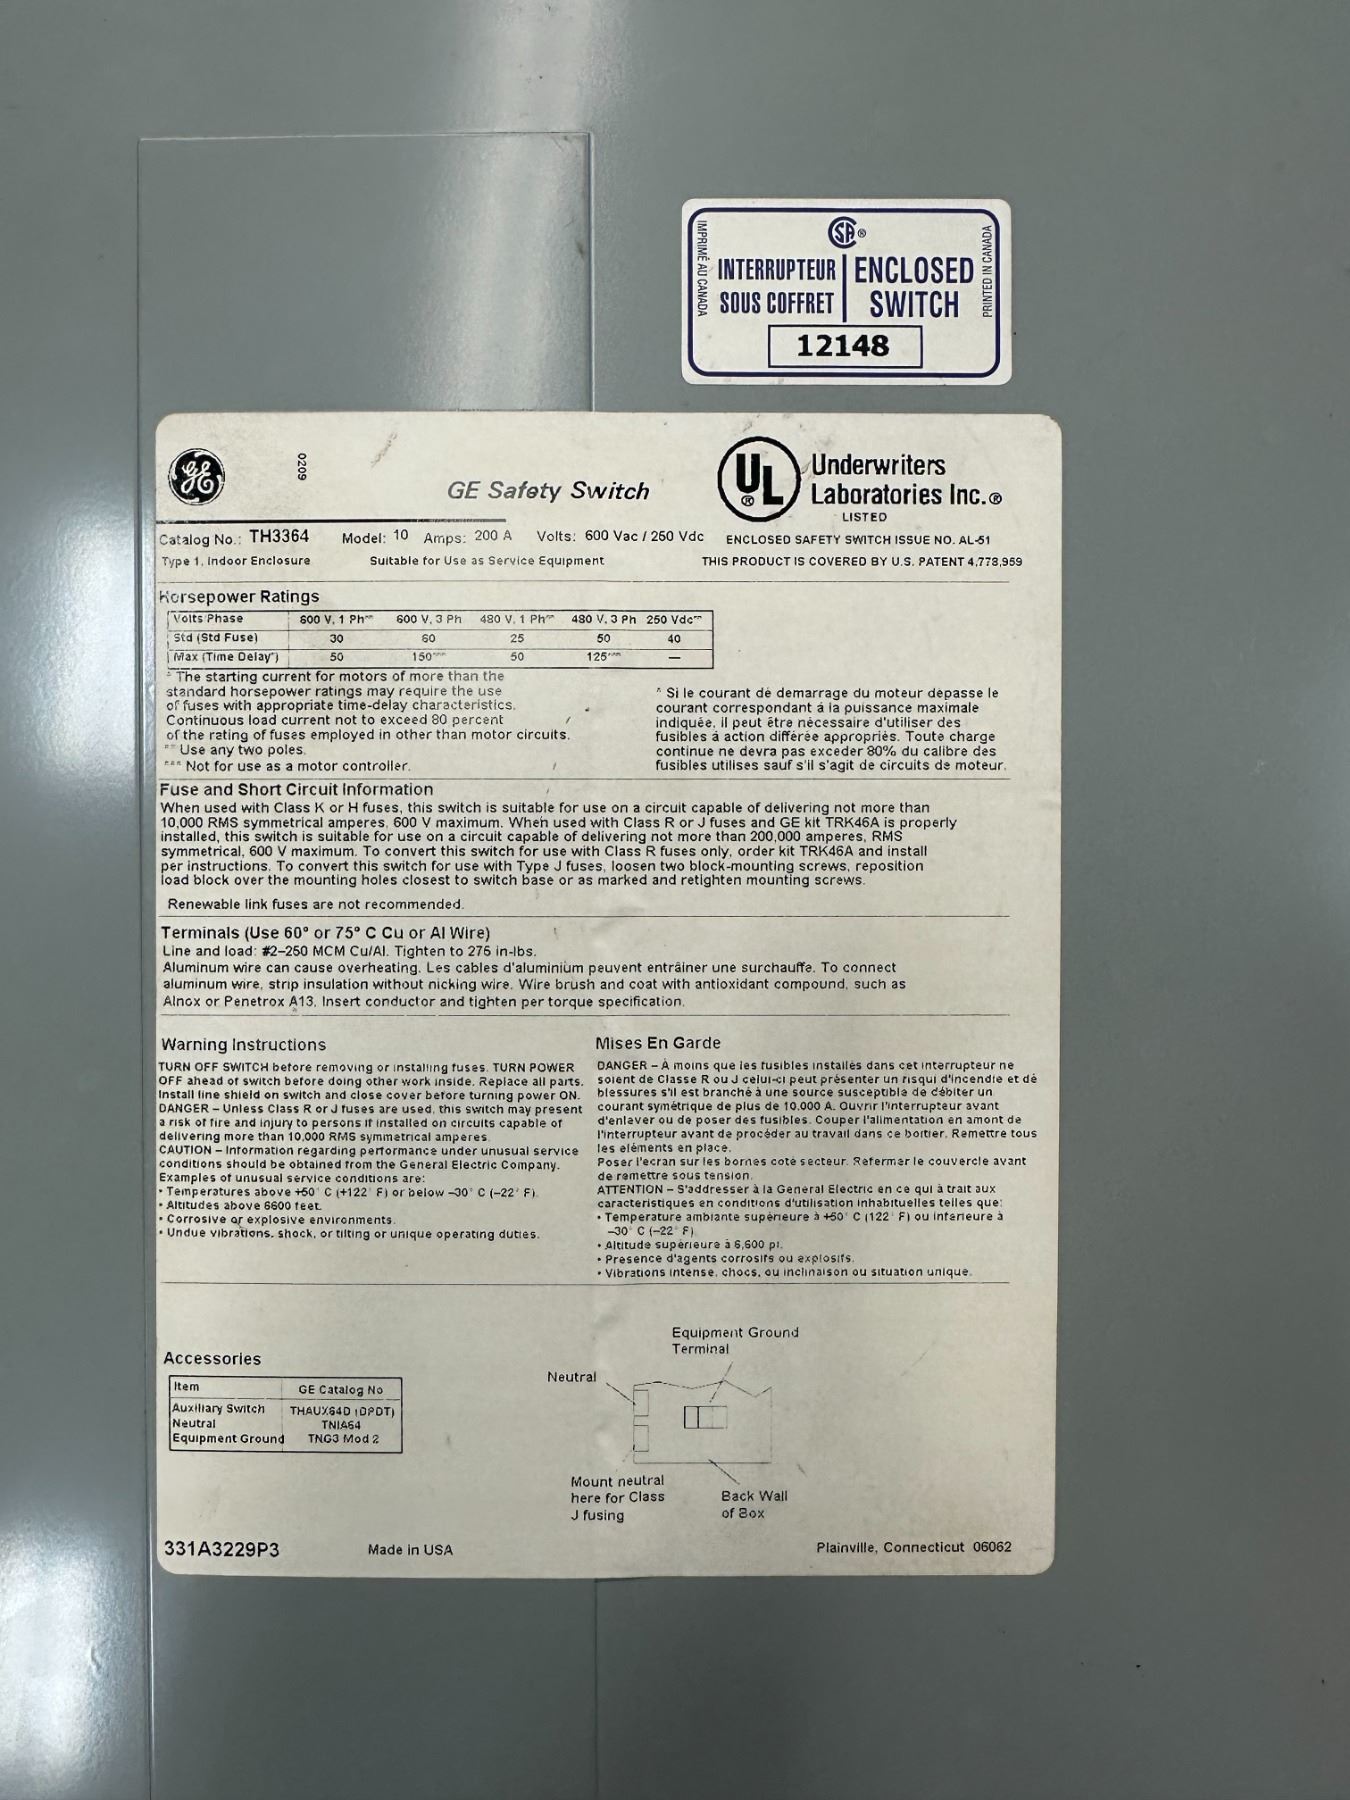 IMPRIMÉ AU CANADA
SA®
INTERRUPTEUR
SOUS COFFRET
ENCLOSED
SWITCH
PRINTED IN CANADA
12148
GE
0209
GE Safety Switch
UL ®
Underwriters
Laboratories Inc.®
LISTED
Catalog No.: TH3364 Model: 10 Amps: 200 A Volts: 600 Vac / 250 Vdc
ENCLOSED SAFETY SWITCH ISSUE NO. AL-51
Type 1, Indoor Enclosure Suitable for Use as Service Equipment
THIS PRODUCT IS COVERED BY U.S. PATENT 4,778,959
Horsepower Ratings
Volts Phase 600 V, 1 Ph** 600 V, 3 Ph 480 V, 1 Ph** 480 V, 3 Ph 250 Vdc**
Std (Std Fuse) 30 60 25 50 40
Max (Time Delay*) 50 150*** 50 125*** —
* The starting current for motors of more than the
standard horsepower ratings may require the use
of fuses with appropriate time-delay characteristics.
Continuous load current not to exceed 80 percent
of the rating of fuses employed in other than motor circuits.
** Use any two poles.
*** Not for use as a motor controller.
* Si le courant de demarrage du moteur dépasse le
courant correspondant á la puissance maximale
indiquée, il peut être nécessaire d'utiliser des
fusibles á action différée appropriés. Toute charge
continue ne devra pas exceder 80% du calibre des
fusibles utilises sauf s'il s'agit de circuits de moteur.
Fuse and Short Circuit Information
When used with Class K or H fuses, this switch is suitable for use on a circuit capable of delivering not more than
10,000 RMS symmetrical amperes, 600 V maximum. When used with Class R or J fuses and GE kit TRK46A is properly
installed, this switch is suitable for use on a circuit capable of delivering not more than 200,000 amperes, RMS
symmetrical, 600 V maximum. To convert this switch for use with Class R fuses only, order kit TRK46A and install
per instructions. To convert this switch for use with Type J fuses, loosen two block-mounting screws, reposition
load block over the mounting holes closest to switch base or as marked and retighten mounting screws.
Renewable link fuses are not recommended.
Terminals (Use 60° or 75° C Cu or Al Wire)
Line and load: #2–250 MCM Cu/Al. Tighten to 275 in-lbs.
Aluminum wire can cause overheating. Les cables d'aluminium peuvent entrâiner une surchauffe. To connect
aluminum wire, strip insulation without nicking wire. Wire brush and coat with antioxidant compound, such as
Alnox or Penetrox A13. Insert conductor and tighten per torque specification.
Warning Instructions
TURN OFF SWITCH before removing or installing fuses. TURN POWER
OFF ahead of switch before doing other work inside. Replace all parts.
Install line shield on switch and close cover before turning power ON.
DANGER – Unless Class R or J fuses are used, this switch may present
a risk of fire and injury to persons if installed on circuits capable of
delivering more than 10,000 RMS symmetrical amperes.
CAUTION – Information regarding performance under unusual service
conditions should be obtained from the General Electric Company.
Examples of unusual service conditions are:
• Temperatures above +50° C (+122° F) or below –30° C (–22° F).
• Altitudes above 6600 feet.
• Corrosive or explosive environments.
• Undue vibrations, shock, or tilting or unique operating duties.
Mises En Garde
DANGER – À moins que les fusibles installés dans cet interrupteur ne
soient de Classe R ou J celui-ci peut présenter un risqui d'incendie et dé
blessures s'il est branché à une source susceptible de débiter un
courant symétrique de plus de 10.000 A. Ouvrir l'interrupteur avant
d'enlever ou de poser des fusibles. Couper l'alimentation en amont de
l'interrupteur avant de procéder au travail dans ce boîtier. Remettre tous
les eléments en place.
Poser l'ecran sur les bornes coté secteur. Refermer le couvercle avant
de remettre sous tension.
ATTENTION – S'addresser à la General Electric en ce qui à trait aux
caracteristiques en conditions d'utilisation inhabituelles telles que:
• Temperature ambiante supérieure à +50° C (122° F) ou inferieure à
–30° C (–22° F)
• Altitude supérieure à 6,600 pi.
• Presence d'agents corrosifs ou explosifs.
• Vibrations intense, chocs, ou inclinaison ou situation unique.
Accessories
Item GE Catalog No
Auxiliary Switch THAUX64D (DPDT)
Neutral TNIA64
Equipment Ground TNG3 Mod 2
Equipment Ground
Terminal
Neutral
Mount neutral
here for Class
J fusing
Back Wall
of Box
331A3229P3 Made in USA Plainville, Connecticut 06062